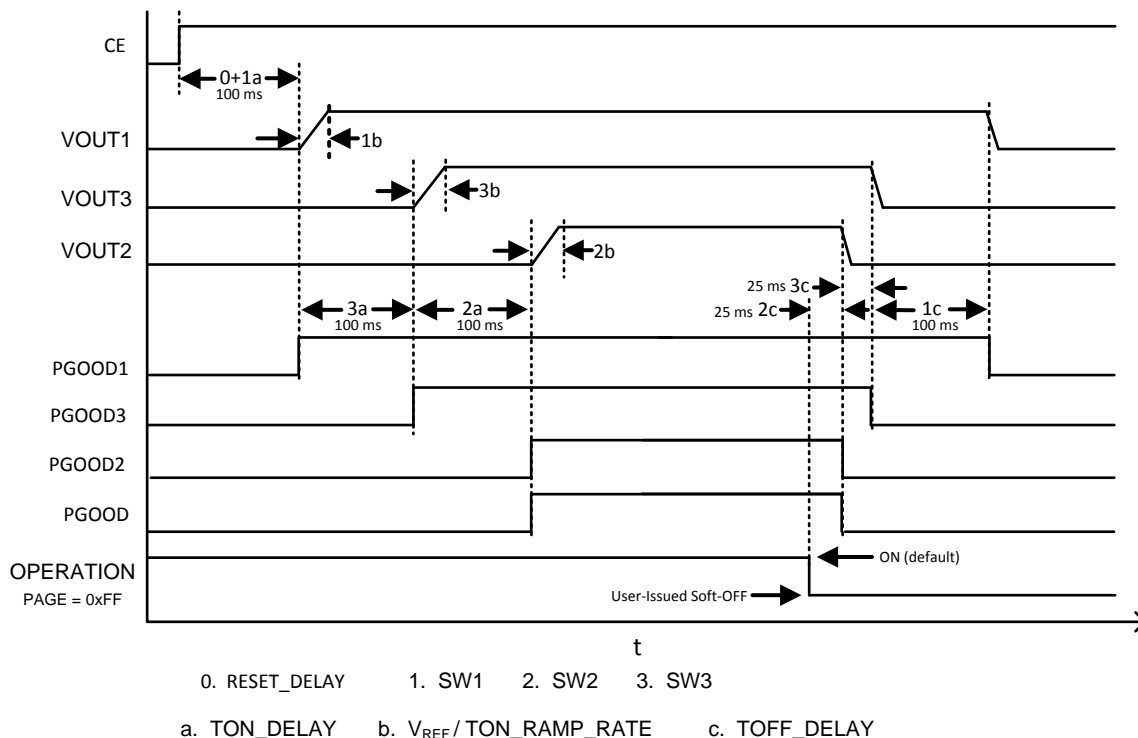 CE
0+1a
100 ms
VOUT1
1b
VOUT3
3b
VOUT2
2b
25 ms 3c
3a
100 ms
2a
100 ms
25 ms 2c
1c
100 ms
PGOOD1
PGOOD3
PGOOD2
PGOOD
OPERATION
PAGE = 0xFF
ON (default)
User-Issued Soft-OFF
t
0. RESET_DELAY 1. SW1 2. SW2 3. SW3
a. TON_DELAY b. VREF / TON_RAMP_RATE c. TOFF_DELAY